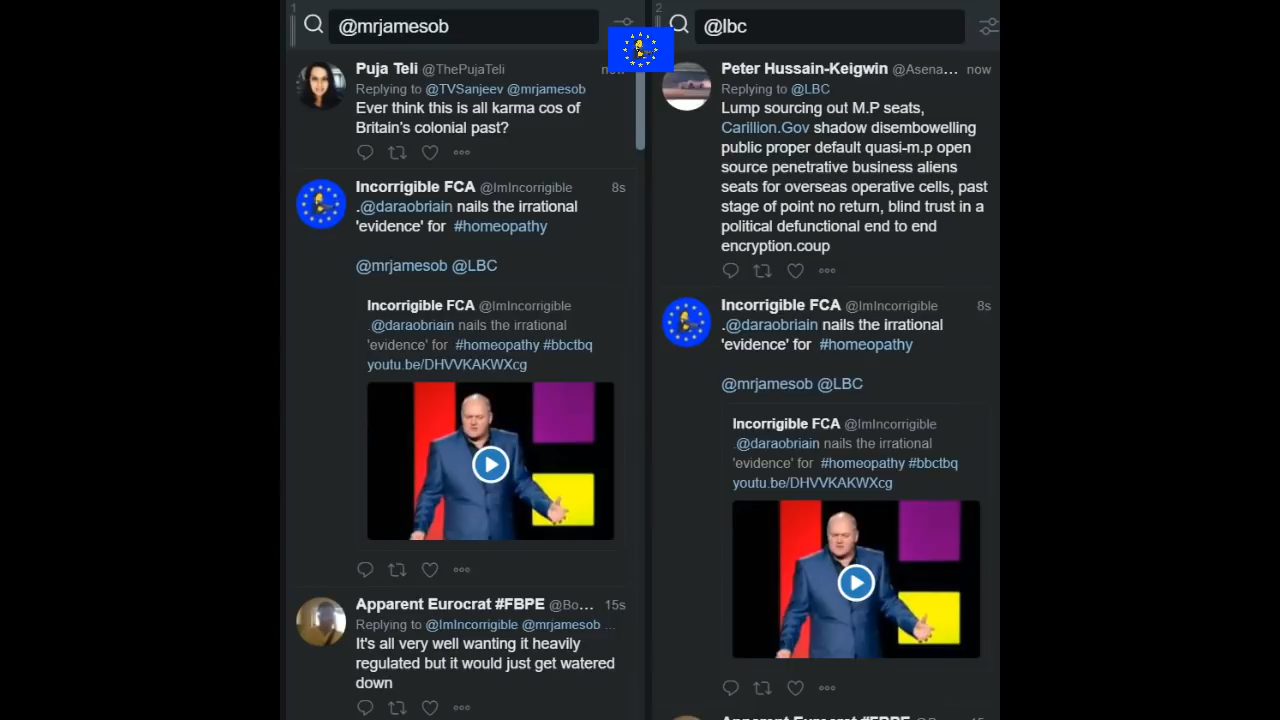 1
@mrjamesob
Puja Teli @ThePujaTeli
Replying to @TVSanjeev @mrjamesob
Ever think this is all karma cos of
Britain's colonial past?
Incorrigible FCA @ImIncorrigible 8s
.@daraobriain nails the irrational
'evidence' for #homeopathy
@mrjamesob @LBC
Incorrigible FCA @ImIncorrigible
.@daraobriain nails the irrational
'evidence' for #homeopathy #bbctbq
youtu.be/DHVVKAKWXcg
Apparent Eurocrat #FBPE @Bo... 15s
Replying to @ImIncorrigible @mrjamesob ...
It's all very well wanting it heavily
regulated but it would just get watered
down
2
@lbc
Peter Hussain-Keigwin @Asena... now
Replying to @LBC
Lump sourcing out M.P seats,
Carillion.Gov shadow disembowelling
public proper default quasi-m.p open
source penetrative business aliens
seats for overseas operative cells, past
stage of point no return, blind trust in a
political defunctional end to end
encryption.coup
Incorrigible FCA @ImIncorrigible 8s
.@daraobriain nails the irrational
'evidence' for #homeopathy
@mrjamesob @LBC
Incorrigible FCA @ImIncorrigible
.@daraobriain nails the irrational
'evidence' for #homeopathy #bbctbq
youtu.be/DHVVKAKWXcg